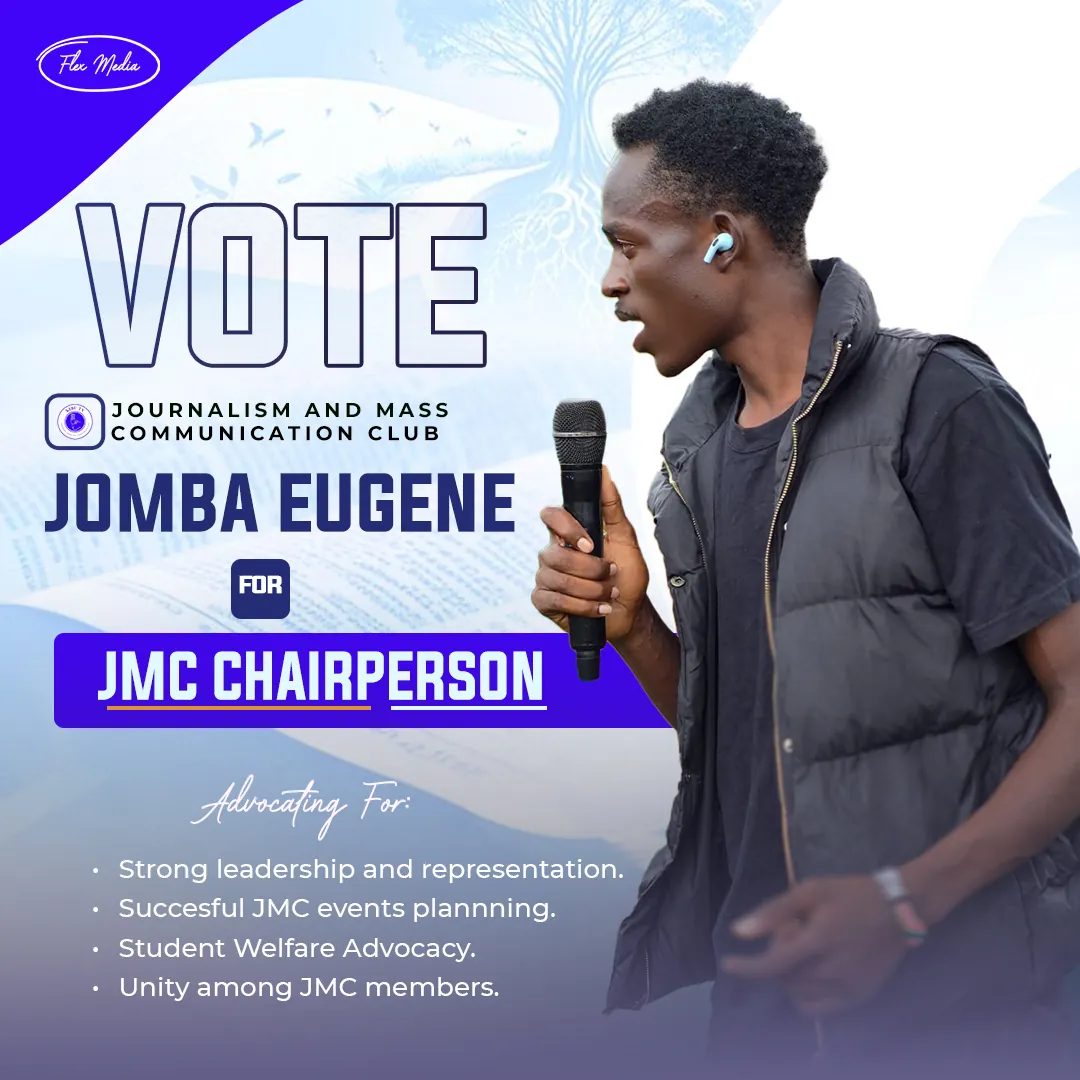 Flex Media
VOTE
JOURNALISM AND MASS
COMMUNICATION CLUB
JOMBA EUGENE
FOR
JMC CHAIRPERSON
Advocating For:
• Strong leadership and representation.
• Succesful JMC events plannning.
• Student Welfare Advocacy.
• Unity among JMC members.